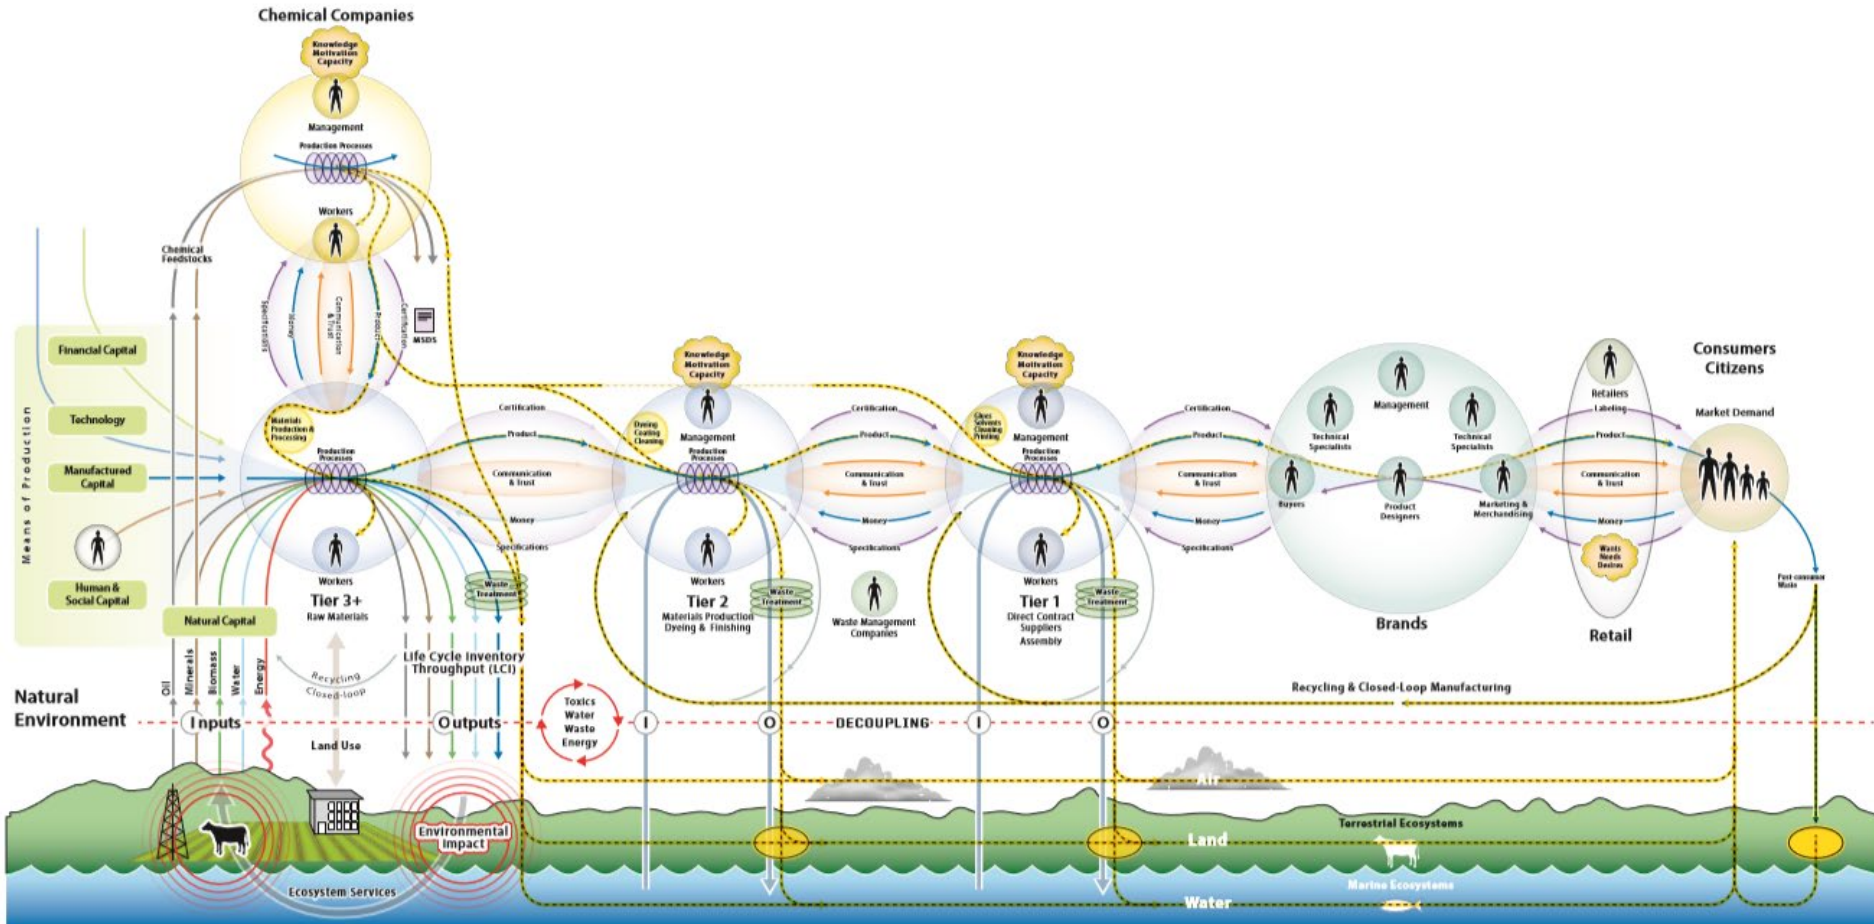 Chemical Companies
Knowledge
Motivation
Capacity
Management
Production Processes
Workers
Chemical
Feedstocks
Specifications
Money
Communication
& Trust
Product
Certification
MSDS
Means of Production
Financial Capital
Technology
Manufactured
Capital
Human &
Social Capital
Natural Capital
Materials
Production &
Processing
Production
Processes
Workers
Tier 3+
Raw Materials
Certification
Product
Communication
& Trust
Money
Specifications
Waste
Treatment
Knowledge
Motivation
Capacity
Dyeing
Coating
Cleaning
Management
Production
Processes
Workers
Tier 2
Materials Production
Dyeing & Finishing
Waste
Treatment
Certification
Product
Communication
& Trust
Money
Specifications
Waste Management
Companies
Knowledge
Motivation
Capacity
Glues
Solvents
Cleaning
Printing
Management
Production
Processes
Workers
Tier 1
Direct Contract
Suppliers
Assembly
Waste
Treatment
Certification
Product
Communication
& Trust
Money
Specifications
Management
Technical
Specialists
Technical
Specialists
Buyers
Product
Designers
Marketing &
Merchandising
Brands
Retailers
Labeling
Product
Communication
& Trust
Money
Wants
Needs
Desires
Retail
Consumers
Citizens
Market Demand
Post-consumer
Waste
Oil
Minerals
Biomass
Water
Energy
Recycling
Closed-loop
Life Cycle Inventory
Throughput (LCI)
Recycling & Closed-Loop Manufacturing
Natural
Environment
Inputs
Outputs
Land Use
Toxics
Water
Waste
Energy
I
O
DECOUPLING
I
O
Air
Environmental
Impact
Land
Terrestrial Ecosystems
Ecosystem Services
Marine Ecosystems
Water